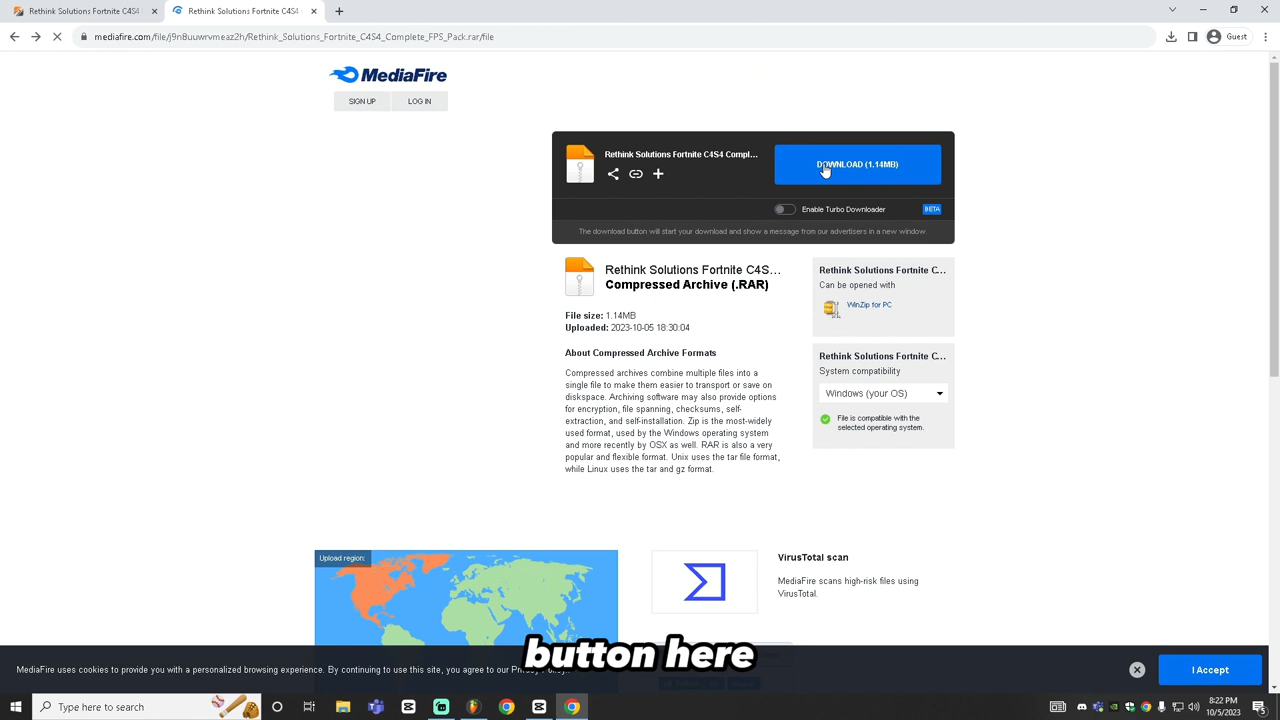 Rethink Solutions Fortnite C4S4
Rethink Solutions Fortnite C4S4
mediafire.com/file/j9n8uuwrvmeaz2h/Rethink_Solutions_Fortnite_C4S4_Complete_FPS_Pack.rar/file
Guest
MediaFire
SIGN UP
LOG IN
Rethink Solutions Fortnite C4S4 Compl...
DOWNLOAD (1.14MB)
Enable Turbo Downloader
BETA
The download button will start your download and show a message from our advertisers in a new window.
Rethink Solutions Fortnite C4S...
Compressed Archive (.RAR)
File size: 1.14MB
Uploaded: 2023-10-05 18:30:04
About Compressed Archive Formats
Compressed archives combine multiple files into a
single file to make them easier to transport or save on
diskspace. Archiving software may also provide options
for encryption, file spanning, checksums, self-
extraction, and self-installation. Zip is the most-widely
used format, used by the Windows operating system
and more recently by OSX as well. RAR is also a very
popular and flexible format. Unix uses the tar file format,
while Linux uses the tar and gz format.
Rethink Solutions Fortnite C...
Can be opened with
WinZip for PC
Rethink Solutions Fortnite C...
System compatibility
Windows (your OS)
File is compatible with the
selected operating system.
Upload region:
VirusTotal scan
MediaFire scans high-risk files using
VirusTotal.
button here
MediaFire uses cookies to provide you with a personalized browsing experience. By continuing to use this site, you agree to our Privacy Policy.
I Accept
Type here to search
8:22 PM
10/5/2023